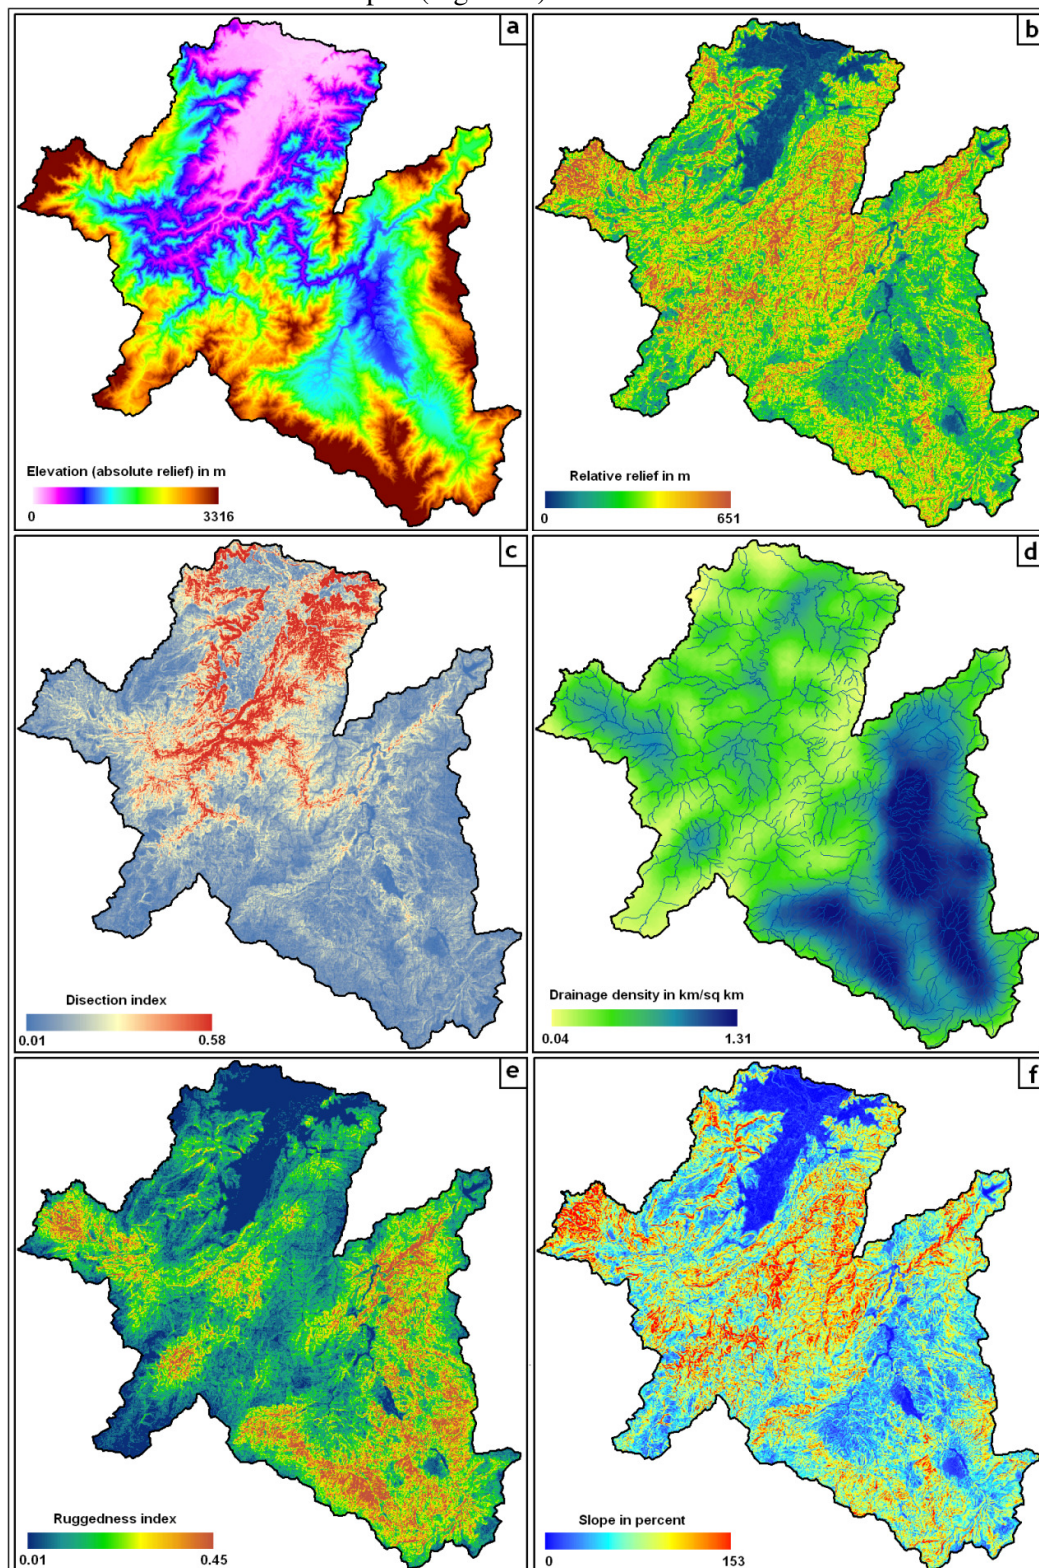 a
Elevation (absolute relief) in m
0 3316
b
Relative relief in m
0 651
c
Disection index
0.01 0.58
d
Drainage density in km/sq km
0.04 1.31
e
Ruggedness index
0.01 0.45
f
Slope in percent
0 153